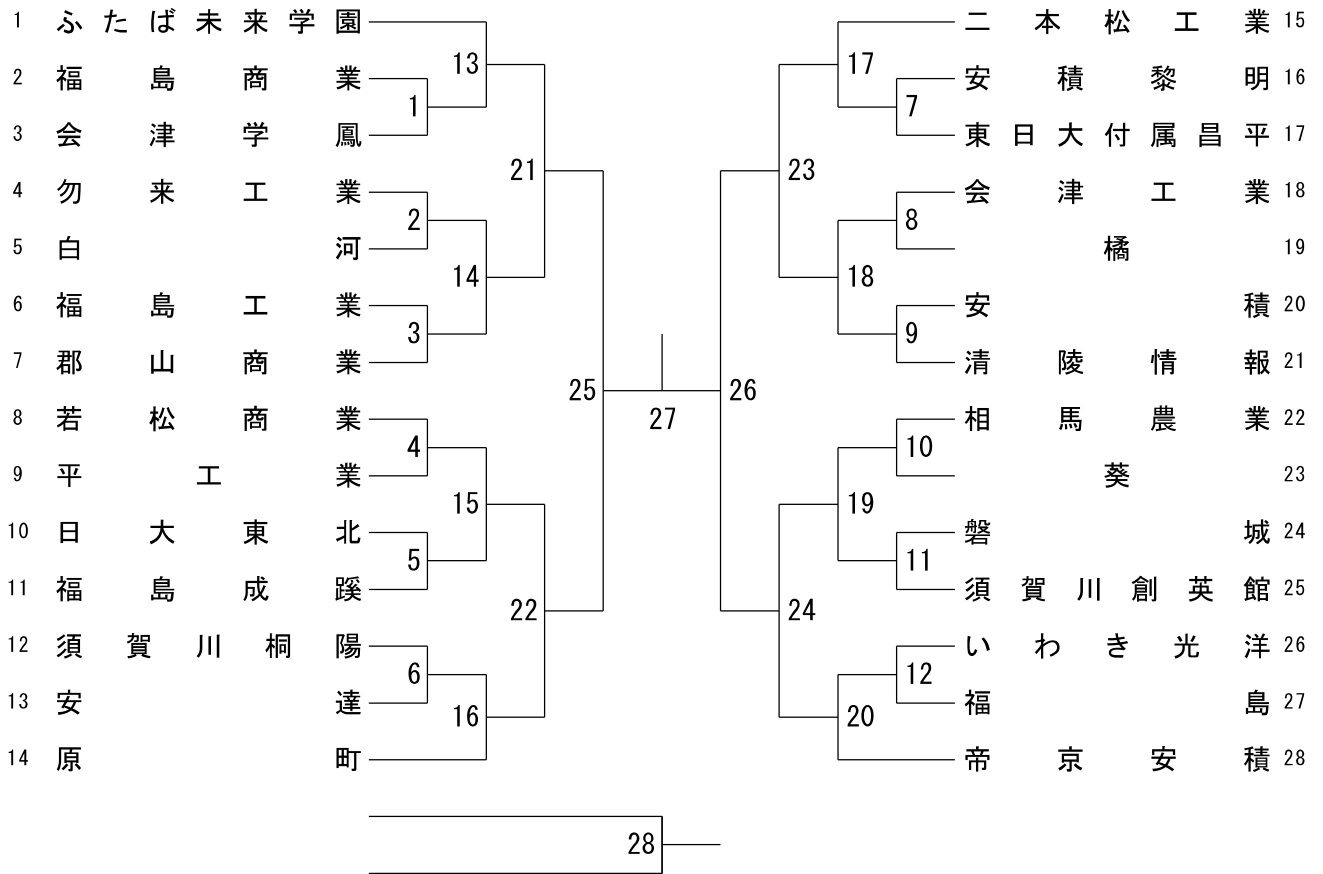 1 ふたば未来学園
2 福島商業
3 会津学鳳
4 勿来工業
5 白河
6 福島工業
7 郡山商業
8 若松商業
9 平工業
10 日大東北
11 福島成蹊
12 須賀川桐陽
13 安達
14 原町
1
2
3
4
5
6
13
14
15
16
21
22
25
27
26
23
24
17
18
19
20
7
8
9
10
11
12
二本松工業 15
安積黎明 16
東日大付属昌平 17
会津工業 18
橘 19
安積 20
清陵情報 21
相馬農業 22
葵 23
磐城 24
須賀川創英館 25
いわき光洋 26
福島 27
帝京安積 28
28